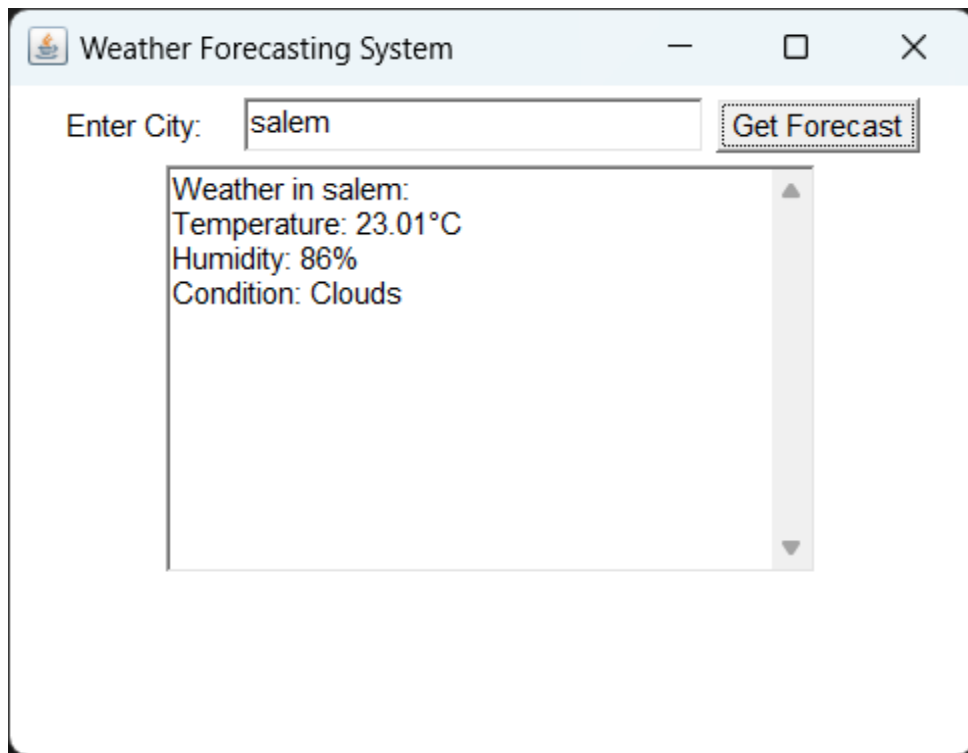 Weather Forecasting System
Enter City: salem Get Forecast
Weather in salem:
Temperature: 23.01°C
Humidity: 86%
Condition: Clouds